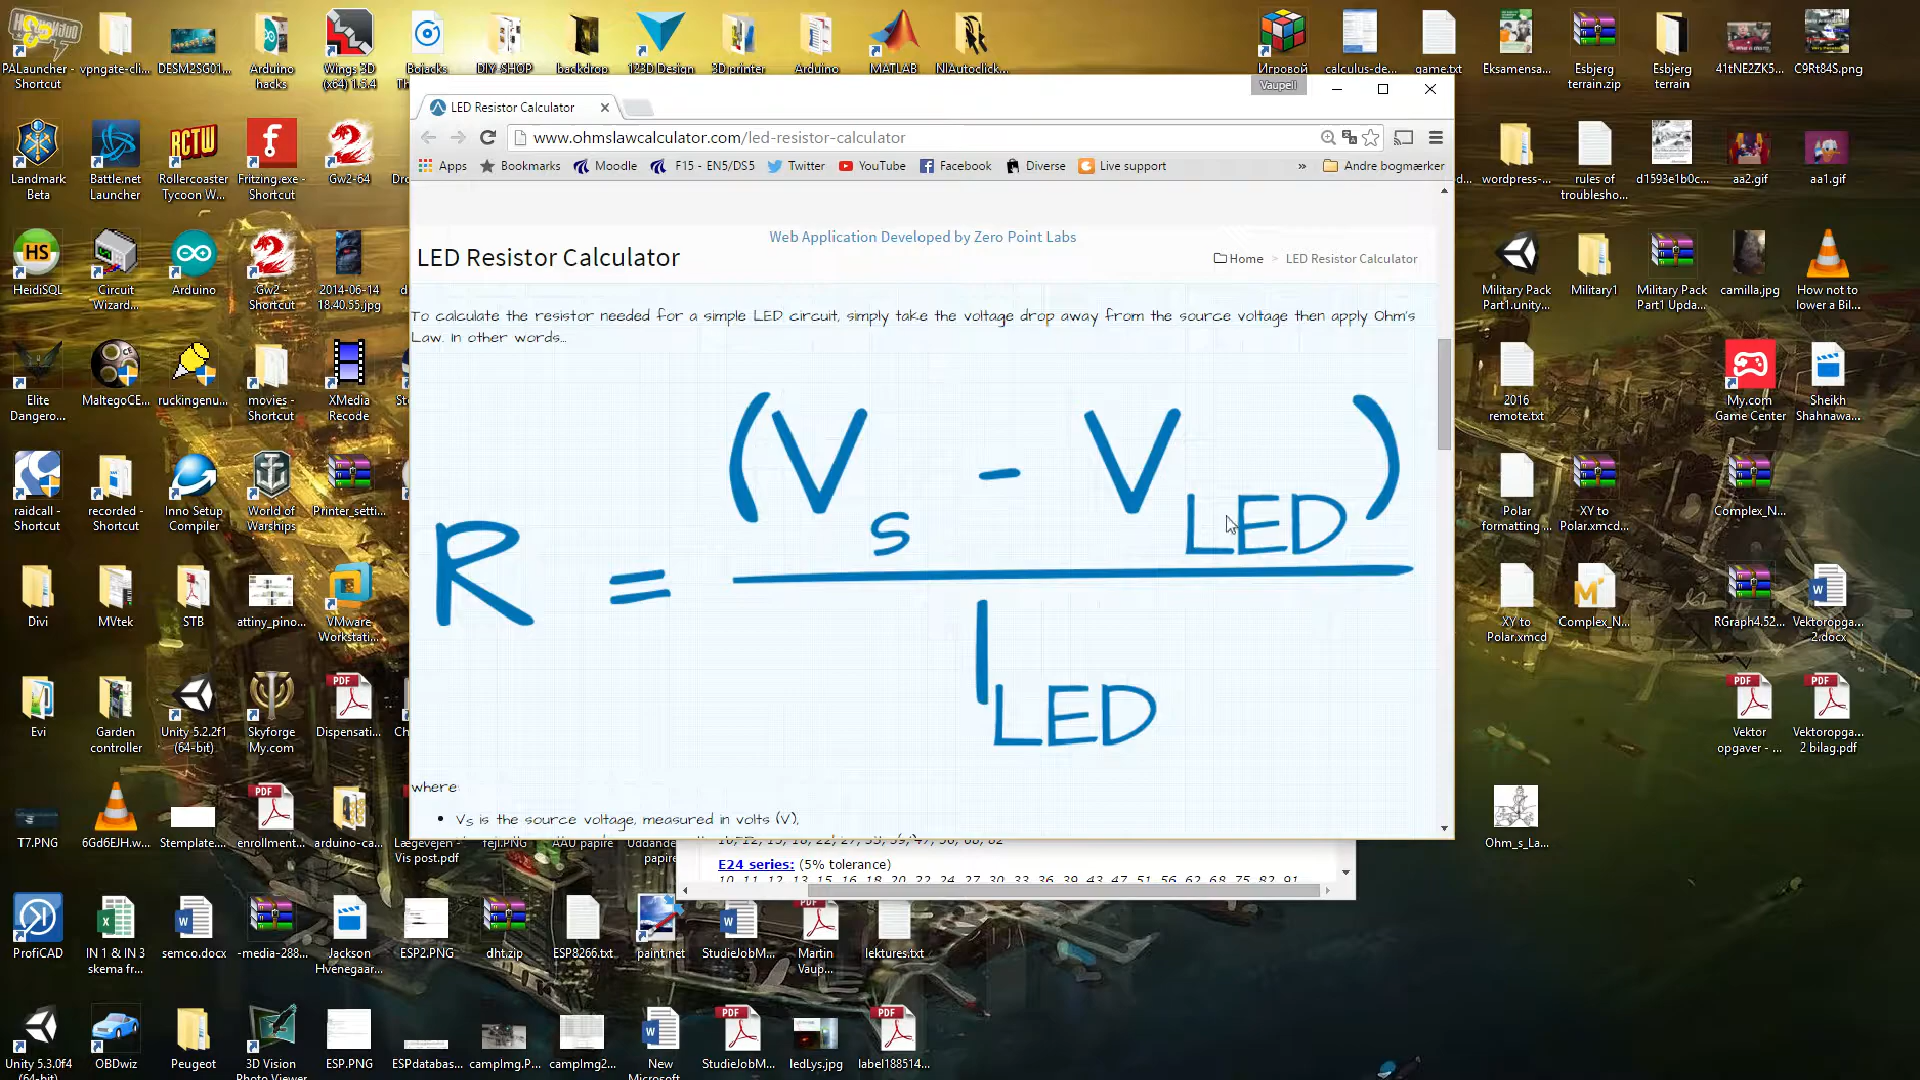 PALauncher - Shortcut
vpngate-cli...
DESM2SG01...
Arduino hacks
Wings 3D (x64) 1.5.4
DIY-SHOP
backdrop
123D Design
3D printer
Arduino
MATLAB
NIAutoclick...
Игровой
Vaupell
calculus-de...
game.txt
Eksamensa...
Esbjerg terrain.zip
Esbjerg terrain
41tNE2ZK5...
C9Rt84S.png
LED Resistor Calculator
www.ohmslawcalculator.com/led-resistor-calculator
Apps
Bookmarks
Moodle
F15 - EN5/DS5
Twitter
YouTube
Facebook
Diverse
Live support
»
Andre bogmærker
Web Application Developed by Zero Point Labs
LED Resistor Calculator
Home > LED Resistor Calculator
To calculate the resistor needed for a simple LED circuit, simply take the voltage drop away from the source voltage then apply Ohm's
Law. In other words...
R = (Vs - VLED)
ILED
where:
• VS is the source voltage, measured in volts (V),
E24 series: (5% tolerance)
10, 11, 12, 13, 15, 16, 18, 20, 22, 24, 27, 30, 33, 36, 39, 43, 47, 51, 56, 62, 68, 75, 82, 91
Landmark Beta
Battle.net Launcher
Rollercoaster Tycoon W...
Fritzing.exe - Shortcut
Gw2-64
wordpress-...
rules of troublesho...
d1593e1b0c...
aa2.gif
aa1.gif
HeidiSQL
Circuit Wizard...
Arduino
Gw2 - Shortcut
2014-06-14 18.40.55.jpg
Military Pack Part1.unity...
Military1
Military Pack Part1 Upda...
camilla.jpg
How not to lower a Bil...
Elite Dangero...
MaltegoCE...
ruckingenu...
movies - Shortcut
XMedia Recode
2016 remote.txt
My.com Game Center
Sheikh Shahnawa...
raidcall - Shortcut
recorded - Shortcut
Inno Setup Compiler
World of Warships
Printer_setti...
Polar formatting ...
XY to Polar.xmcd...
Complex_N...
Divi
MVtek
STB
attiny_pino...
VMware Workstati...
XY to Polar.xmcd
Complex_N...
RGraph4.52...
Vektoropga... 2.docx
Evi
Garden controller
Unity 5.2.2f1 (64-bit)
Skyforge My.com
Dispensati...
Vektor opgaver - ...
Vektoropga... 2 bilag.pdf
T7.PNG
6Gd6EJH.w...
Stemplate....
enrollment...
arduino-ca...
Lægevejen - Vis post.pdf
fejl.PNG
AAU papire
Uddannel papire
Ohm_s_La...
ProfiCAD
IN 1 & IN 3 skema fr...
semco.docx
-media-288...
Jackson Hvenegaar...
ESP2.PNG
dht.zip
ESP8266.txt
paint.net
StudieJobM...
Martin Vaup...
lektures.txt
Unity 5.3.0f4 (64-bit)
OBDwiz
Peugeot
3D Vision Photo Viewer
ESP.PNG
ESPdatabas...
campImg.P...
campimg2...
New Microsoft
StudieJobM...
ledLys.jpg
label188514...